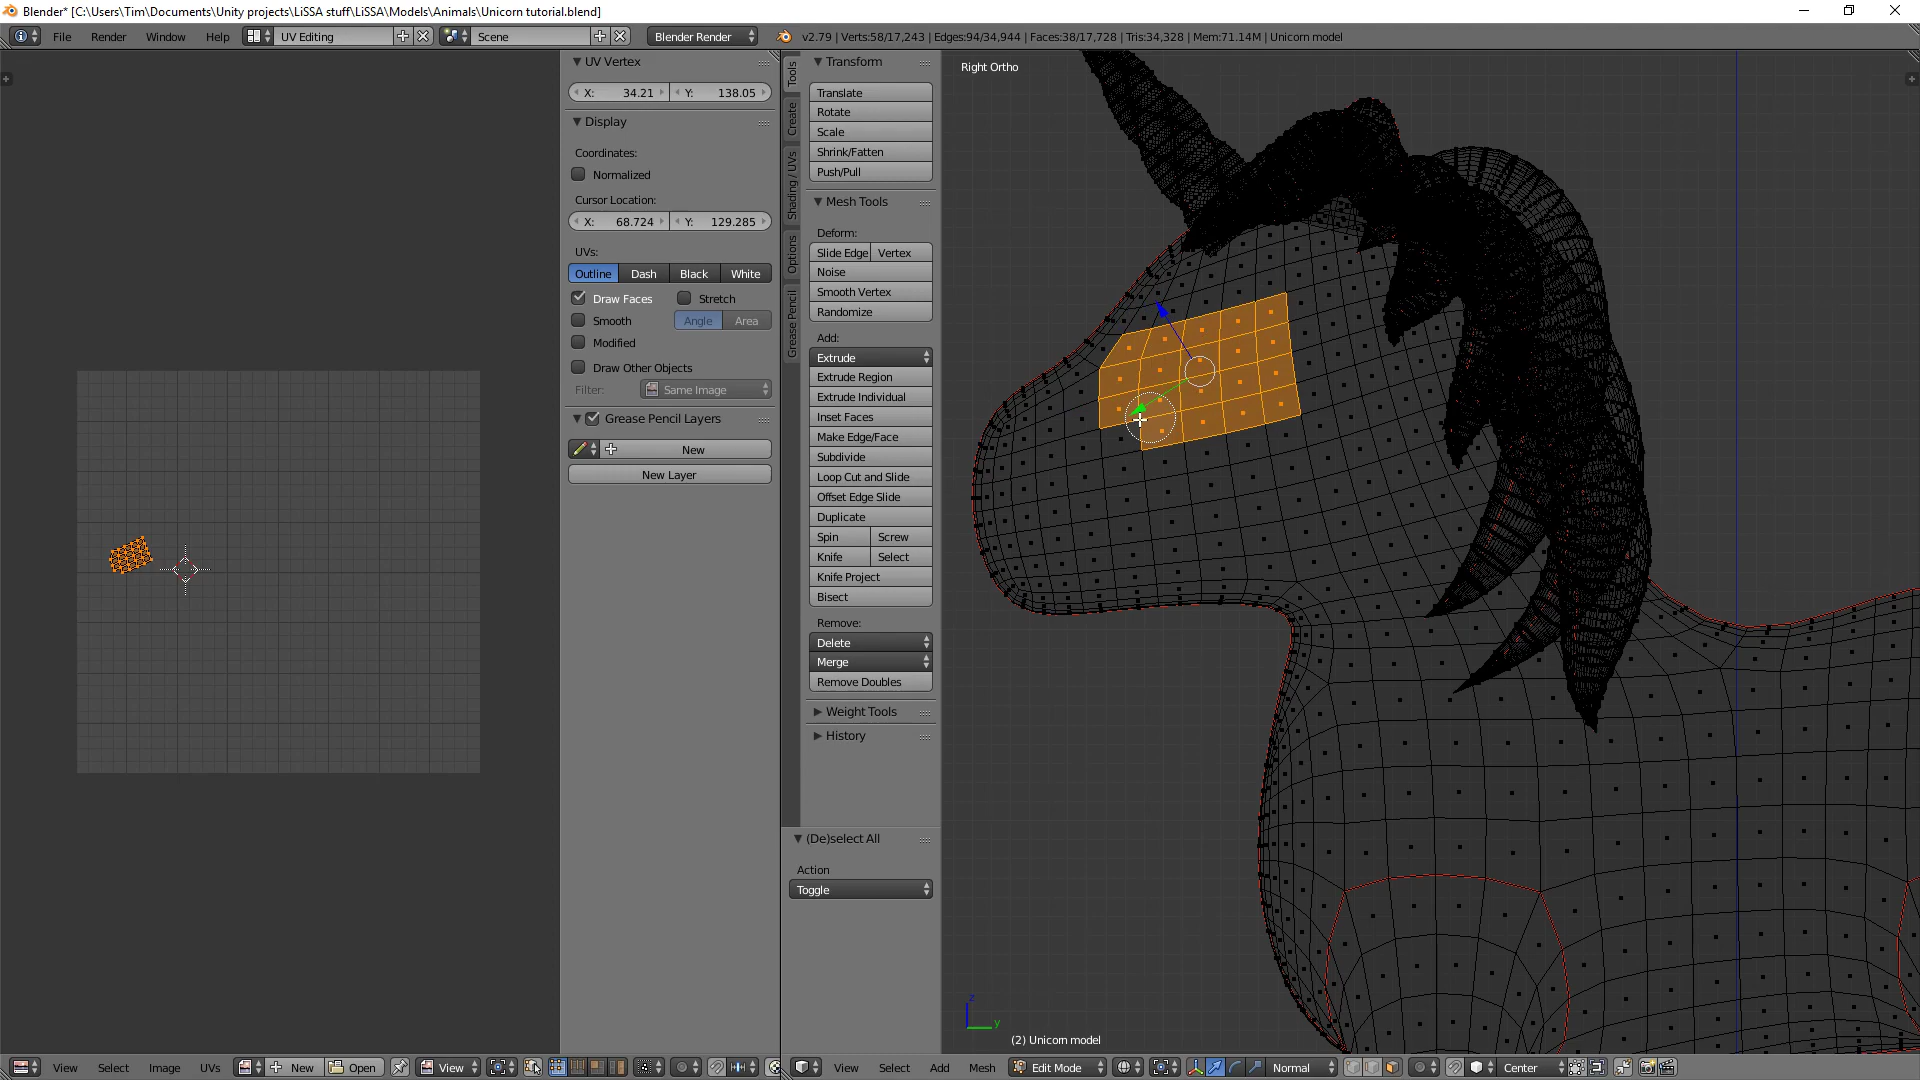 Blender* [C:\Users\Tim\Documents\Unity projects\LiSSA stuff\LiSSA\Models\Animals\Unicorn tutorial.blend]
File Render Window Help UV Editing Scene Blender Render v2.79 | Verts:58/17,243 | Edges:94/34,944 | Faces:38/17,728 | Tris:34,328 | Mem:71.14M | Unicorn model
UV Vertex
X: 34.21 Y: 138.05
Display
Coordinates:
Normalized
Cursor Location:
X: 68.724 Y: 129.285
UVs:
Outline Dash Black White
Draw Faces Stretch
Smooth Angle Area
Modified
Draw Other Objects
Filter: Same Image
Grease Pencil Layers
New
New Layer
Tools
Create
Shading / UVs
Options
Grease Pencil
Transform
Translate
Rotate
Scale
Shrink/Fatten
Push/Pull
Mesh Tools
Deform:
Slide Edge Vertex
Noise
Smooth Vertex
Randomize
Add:
Extrude
Extrude Region
Extrude Individual
Inset Faces
Make Edge/Face
Subdivide
Loop Cut and Slide
Offset Edge Slide
Duplicate
Spin Screw
Knife Select
Knife Project
Bisect
Remove:
Delete
Merge
Remove Doubles
Weight Tools
History
(De)select All
Action
Toggle
Right Ortho
z
y
(2) Unicorn model
View Select Image UVs New Open View
View Select Add Mesh Edit Mode Normal Center